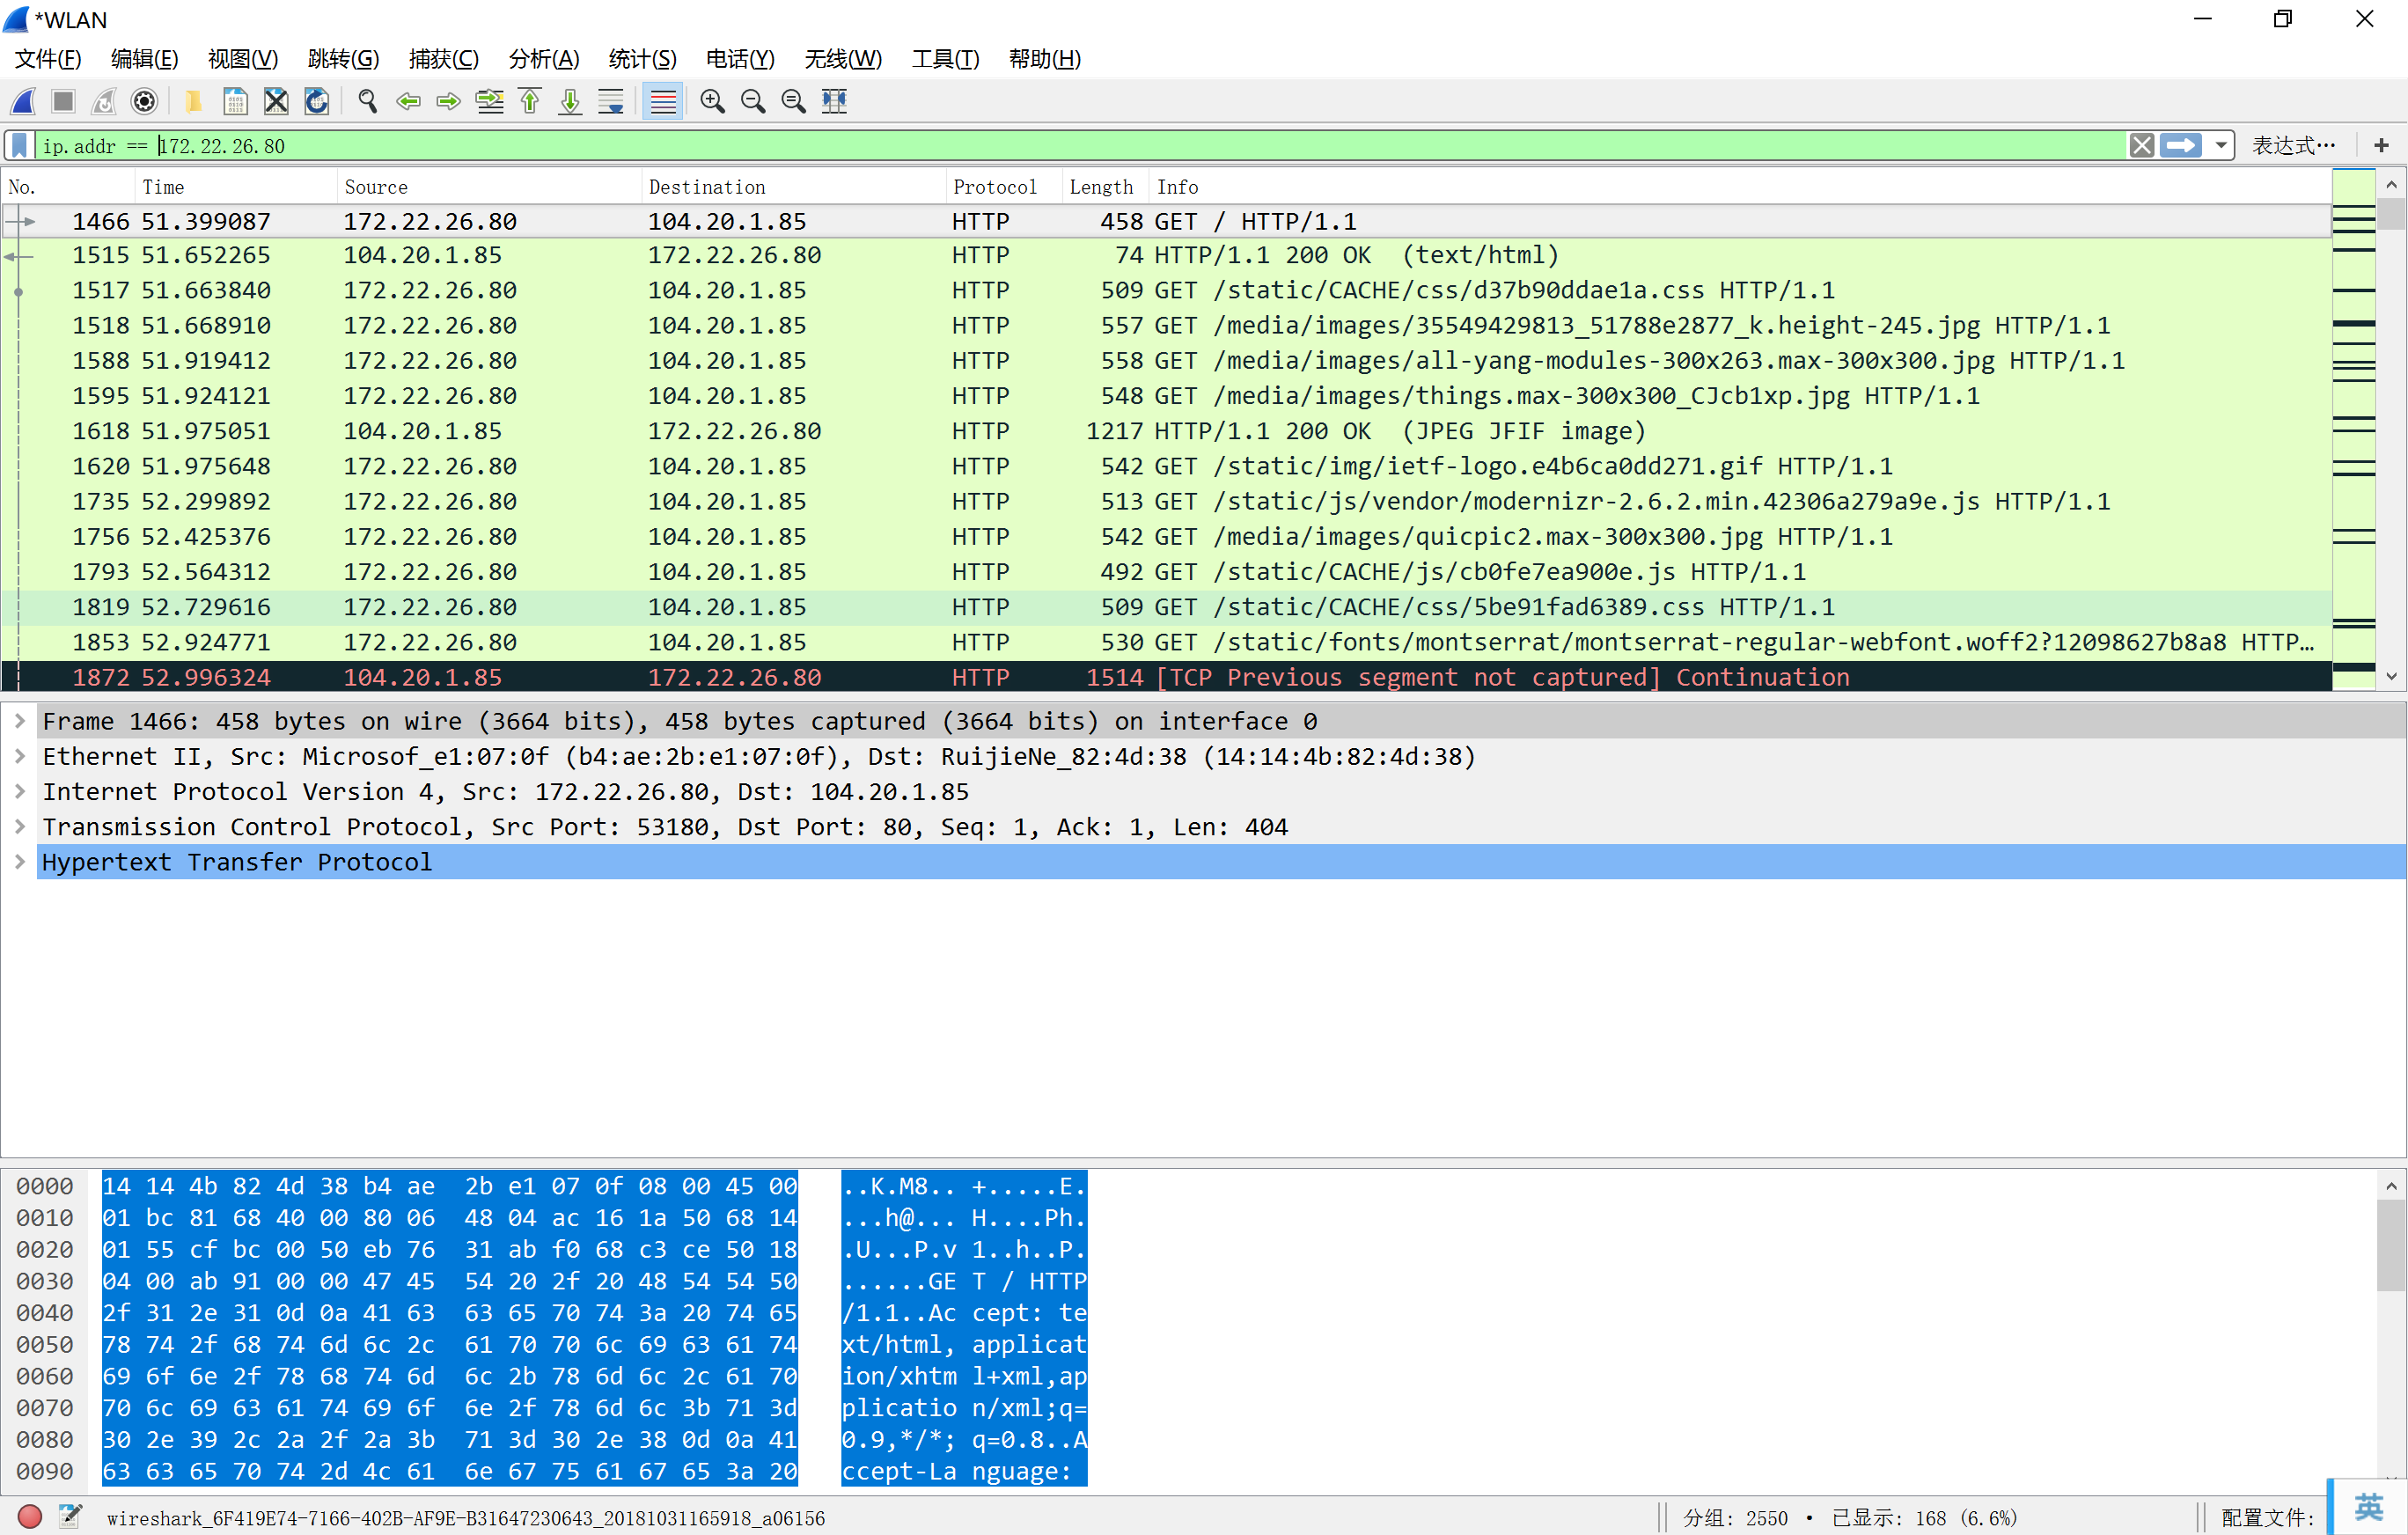 *WLAN
文件(F) 编辑(E) 视图(V) 跳转(G) 捕获(C) 分析(A) 统计(S) 电话(Y) 无线(W) 工具(T) 帮助(H)
ip.addr == 172.22.26.80 表达式… +
No. Time Source Destination Protocol Length Info
1466 51.399087 172.22.26.80 104.20.1.85 HTTP 458 GET / HTTP/1.1
1515 51.652265 104.20.1.85 172.22.26.80 HTTP 74 HTTP/1.1 200 OK (text/html)
1517 51.663840 172.22.26.80 104.20.1.85 HTTP 509 GET /static/CACHE/css/d37b90ddae1a.css HTTP/1.1
1518 51.668910 172.22.26.80 104.20.1.85 HTTP 557 GET /media/images/35549429813_51788e2877_k.height-245.jpg HTTP/1.1
1588 51.919412 172.22.26.80 104.20.1.85 HTTP 558 GET /media/images/all-yang-modules-300x263.max-300x300.jpg HTTP/1.1
1595 51.924121 172.22.26.80 104.20.1.85 HTTP 548 GET /media/images/things.max-300x300_CJcb1xp.jpg HTTP/1.1
1618 51.975051 104.20.1.85 172.22.26.80 HTTP 1217 HTTP/1.1 200 OK (JPEG JFIF image)
1620 51.975648 172.22.26.80 104.20.1.85 HTTP 542 GET /static/img/ietf-logo.e4b6ca0dd271.gif HTTP/1.1
1735 52.299892 172.22.26.80 104.20.1.85 HTTP 513 GET /static/js/vendor/modernizr-2.6.2.min.42306a279a9e.js HTTP/1.1
1756 52.425376 172.22.26.80 104.20.1.85 HTTP 542 GET /media/images/quicpic2.max-300x300.jpg HTTP/1.1
1793 52.564312 172.22.26.80 104.20.1.85 HTTP 492 GET /static/CACHE/js/cb0fe7ea900e.js HTTP/1.1
1819 52.729616 172.22.26.80 104.20.1.85 HTTP 509 GET /static/CACHE/css/5be91fad6389.css HTTP/1.1
1853 52.924771 172.22.26.80 104.20.1.85 HTTP 530 GET /static/fonts/montserrat/montserrat-regular-webfont.woff2?12098627b8a8 HTTP…
1872 52.996324 104.20.1.85 172.22.26.80 HTTP 1514 [TCP Previous segment not captured] Continuation
Frame 1466: 458 bytes on wire (3664 bits), 458 bytes captured (3664 bits) on interface 0
Ethernet II, Src: Microsof_e1:07:0f (b4:ae:2b:e1:07:0f), Dst: RuijieNe_82:4d:38 (14:14:4b:82:4d:38)
Internet Protocol Version 4, Src: 172.22.26.80, Dst: 104.20.1.85
Transmission Control Protocol, Src Port: 53180, Dst Port: 80, Seq: 1, Ack: 1, Len: 404
Hypertext Transfer Protocol
0000 14 14 4b 82 4d 38 b4 ae 2b e1 07 0f 08 00 45 00 ..K.M8.. +.....E.
0010 01 bc 81 68 40 00 80 06 48 04 ac 16 1a 50 68 14 ...h@... H....Ph.
0020 01 55 cf bc 00 50 eb 76 31 ab f0 68 c3 ce 50 18 .U...P.v 1..h..P.
0030 04 00 ab 91 00 00 47 45 54 20 2f 20 48 54 54 50 ......GE T / HTTP
0040 2f 31 2e 31 0d 0a 41 63 63 65 70 74 3a 20 74 65 /1.1..Ac cept: te
0050 78 74 2f 68 74 6d 6c 2c 61 70 70 6c 69 63 61 74 xt/html, applicat
0060 69 6f 6e 2f 78 68 74 6d 6c 2b 78 6d 6c 2c 61 70 ion/xhtm l+xml,ap
0070 70 6c 69 63 61 74 69 6f 6e 2f 78 6d 6c 3b 71 3d plicatio n/xml;q=
0080 30 2e 39 2c 2a 2f 2a 3b 71 3d 30 2e 38 0d 0a 41 0.9,*/*; q=0.8..A
0090 63 63 65 70 74 2d 4c 61 6e 67 75 61 67 65 3a 20 ccept-La nguage:
wireshark_6F419E74-7166-402B-AF9E-B31647230643_20181031165918_a06156 分组: 2550 · 已显示: 168 (6.6%) 配置文件: 英